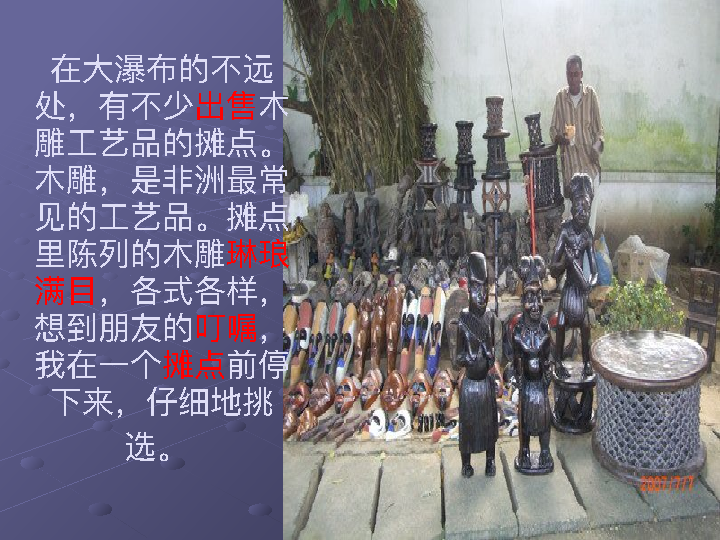 在大瀑布的不远
处，有不少出售木
雕工艺品的摊点。
木雕，是非洲最常
见的工艺品。摊点
里陈列的木雕琳琅
满目，各式各样，
想到朋友的叮嘱，
我在一个摊点前停
下来，仔细地挑
选。